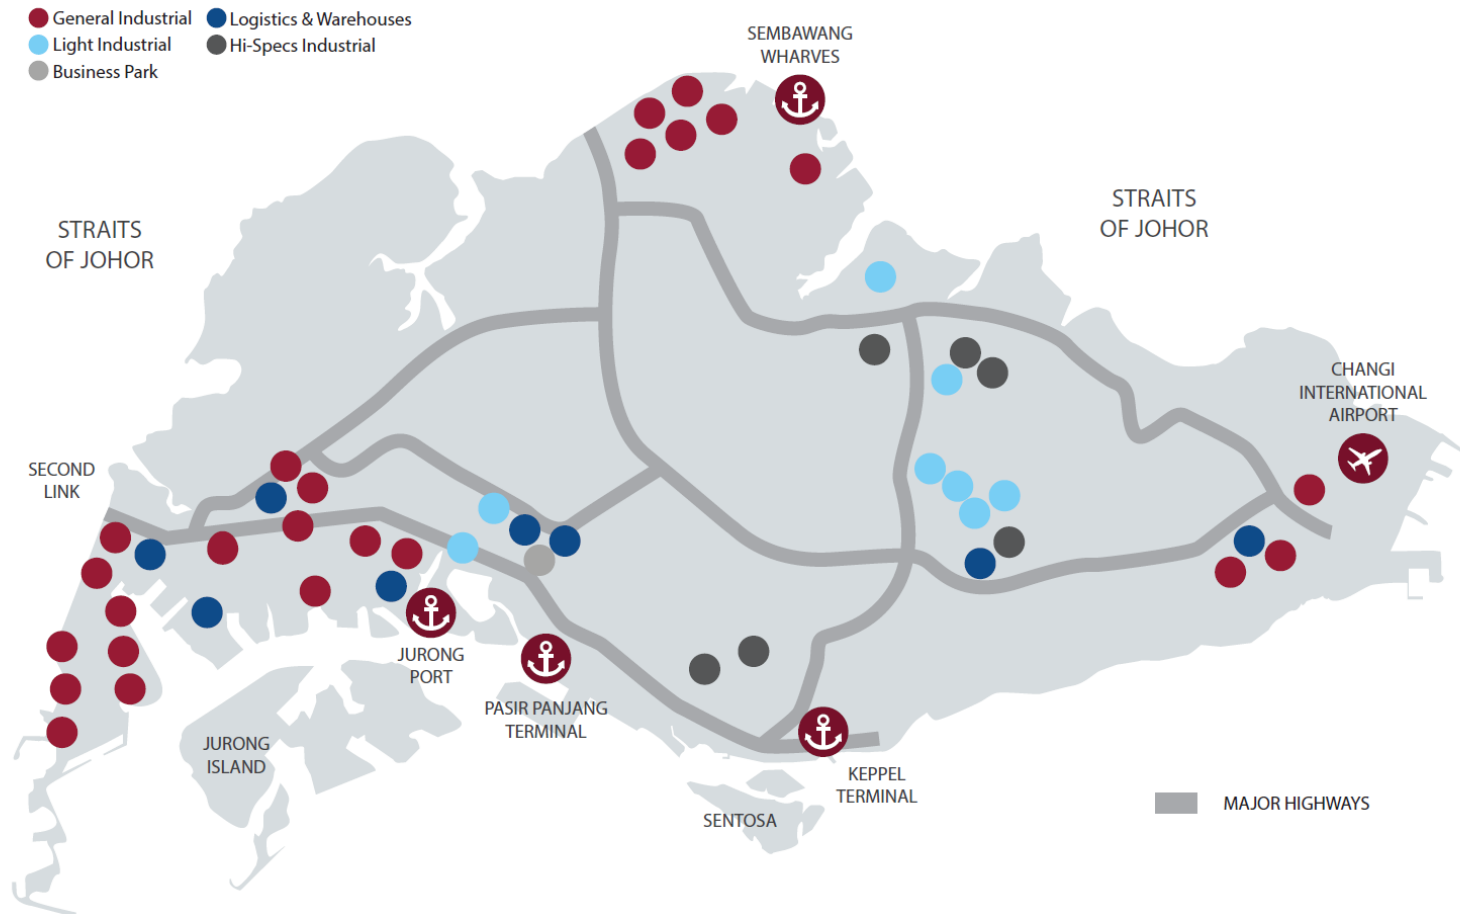 General Industrial
Logistics & Warehouses
Light Industrial
Hi-Specs Industrial
Business Park
SEMBAWANG
WHARVES
STRAITS
OF JOHOR
STRAITS
OF JOHOR
CHANGI
INTERNATIONAL
AIRPORT
SECOND
LINK
JURONG
PORT
PASIR PANJANG
TERMINAL
JURONG
ISLAND
KEPPEL
TERMINAL
SENTOSA
MAJOR HIGHWAYS